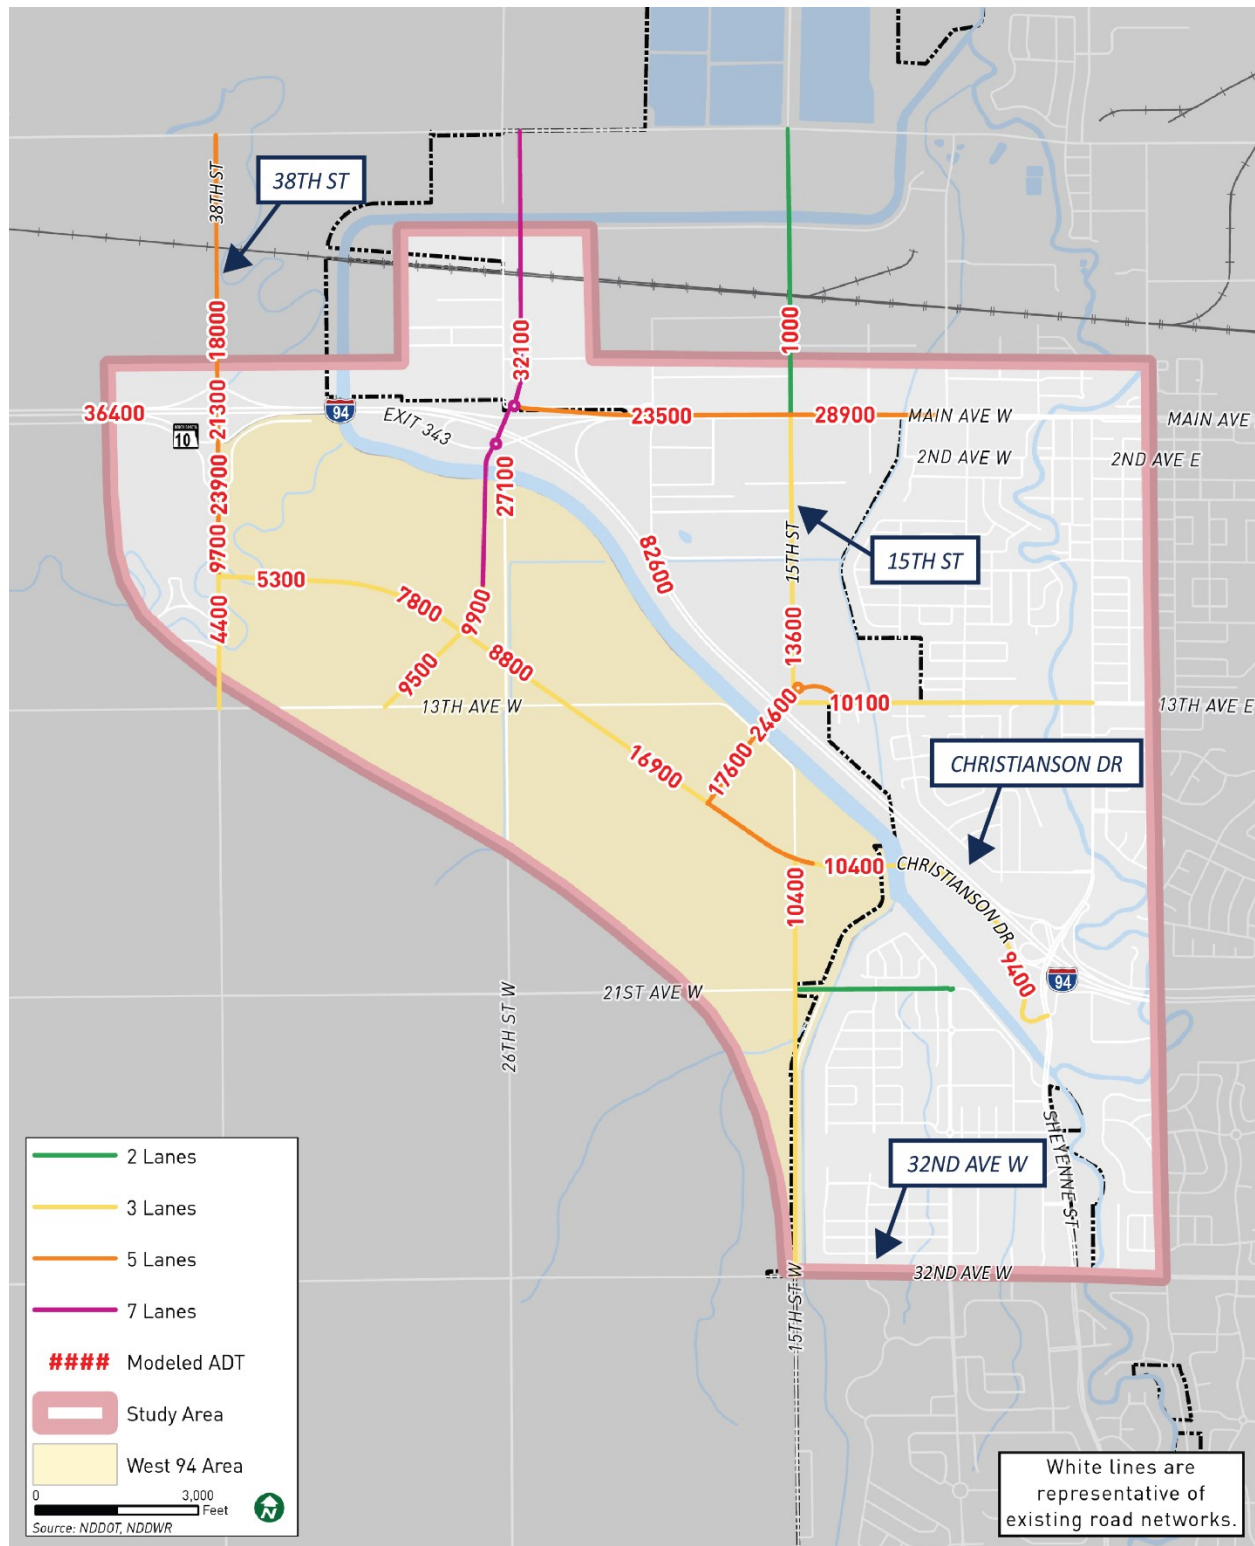 38TH ST
38TH ST
18000
32100
1000
21300
36400
94
EXIT 343
23500
28900
MAIN AVE W
MAIN AVE
10
2ND AVE W
2ND AVE E
23900
27100
15TH ST
15TH ST
82600
9700
5300
7800
9900
4400
13600
8800
9500
13TH AVE W
24600
10100
13TH AVE E
17600
16900
CHRISTIANSON DR
10400
10400
CHRISTIANSON DR
9400
94
21ST AVE W
26TH ST W
SHEYENNE ST
32ND AVE W
32ND AVE W
15TH ST W
2 Lanes
3 Lanes
5 Lanes
7 Lanes
#### Modeled ADT
Study Area
West 94 Area
0 3,000
Feet
N
Source: NDDOT, NDDWR
White lines are
representative of
existing road networks.